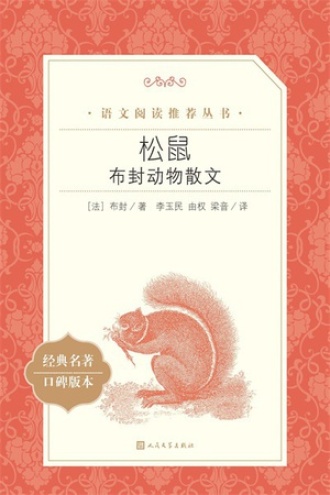 ·语文阅读推荐丛书·
松鼠
布封动物散文
[法] 布封／著 李玉民 由权 梁音／译
经典名著
口碑版本
人民文学出版社